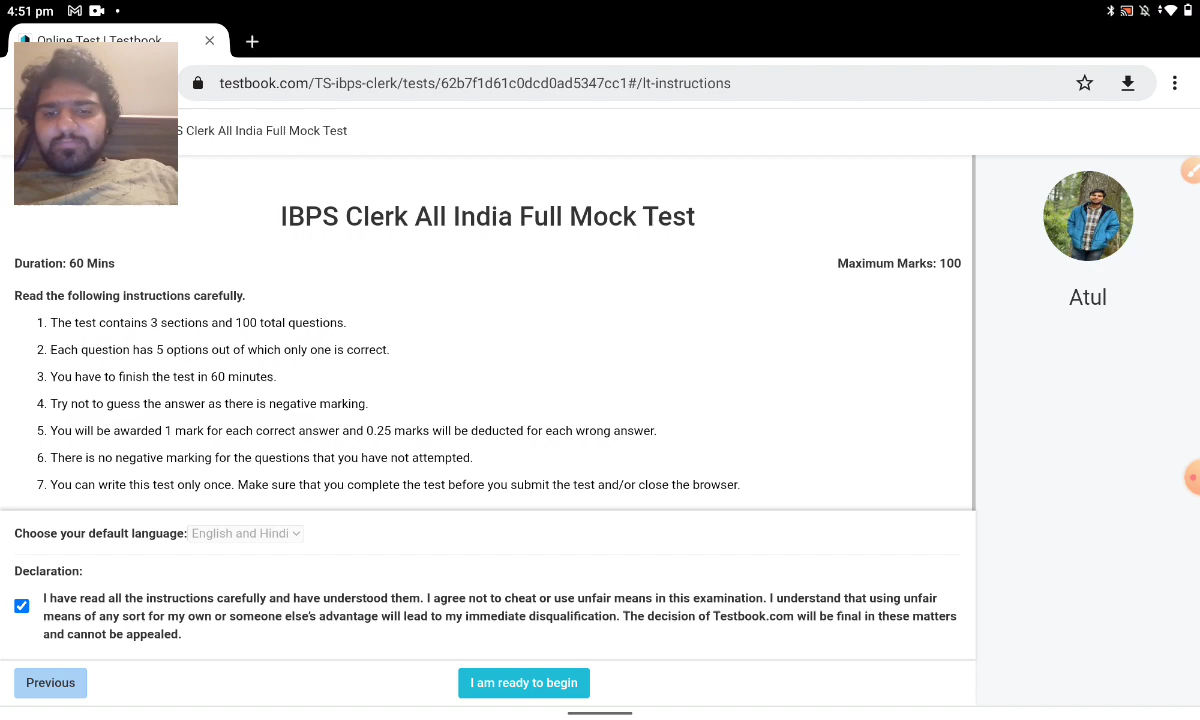 4:51 pm
Online Test | Testbook
testbook.com/TS-ibps-clerk/tests/62b7f1d61c0dcd0ad5347cc1#/lt-instructions
S Clerk All India Full Mock Test
IBPS Clerk All India Full Mock Test
Duration: 60 Mins Maximum Marks: 100
Atul
Read the following instructions carefully.
1. The test contains 3 sections and 100 total questions.
2. Each question has 5 options out of which only one is correct.
3. You have to finish the test in 60 minutes.
4. Try not to guess the answer as there is negative marking.
5. You will be awarded 1 mark for each correct answer and 0.25 marks will be deducted for each wrong answer.
6. There is no negative marking for the questions that you have not attempted.
7. You can write this test only once. Make sure that you complete the test before you submit the test and/or close the browser.
Choose your default language: English and Hindi
Declaration:
I have read all the instructions carefully and have understood them. I agree not to cheat or use unfair means in this examination. I understand that using unfair
means of any sort for my own or someone else's advantage will lead to my immediate disqualification. The decision of Testbook.com will be final in these matters
and cannot be appealed.
Previous I am ready to begin